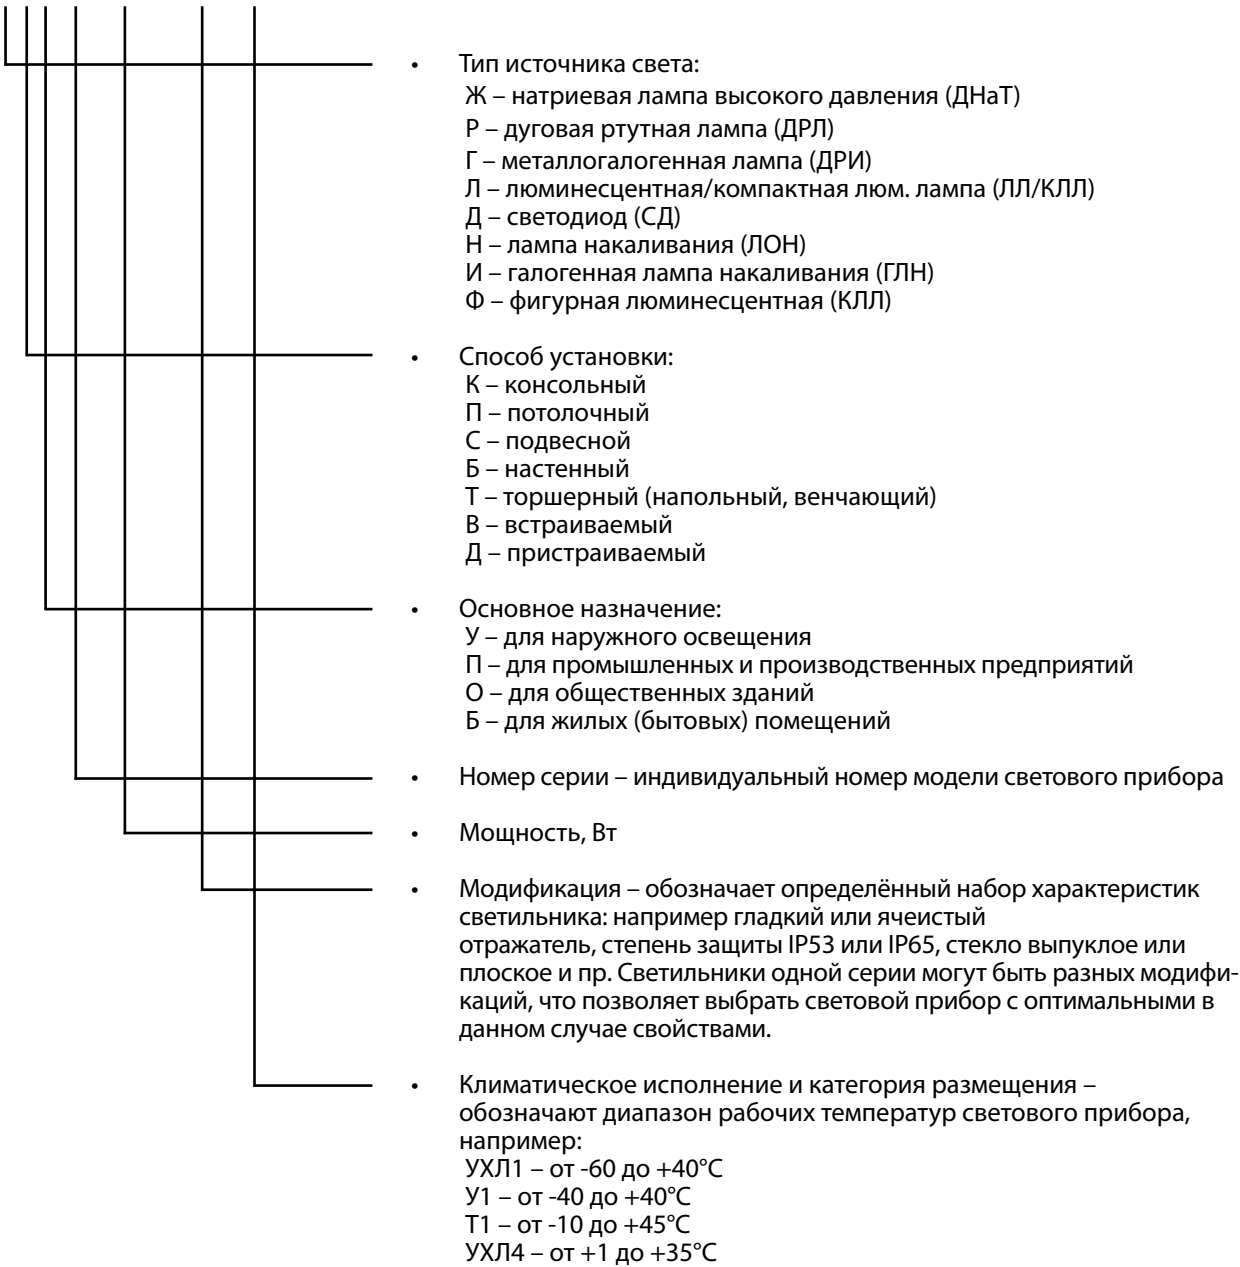 • Тип источника света:
Ж – натриевая лампа высокого давления (ДНаТ)
Р – дуговая ртутная лампа (ДРЛ)
Г – металлогалогенная лампа (ДРИ)
Л – люминесцентная/компактная люм. лампа (ЛЛ/КЛЛ)
Д – светодиод (СД)
Н – лампа накаливания (ЛОН)
И – галогенная лампа накаливания (ГЛН)
Ф – фигурная люминесцентная (КЛЛ)
• Способ установки:
К – консольный
П – потолочный
С – подвесной
Б – настенный
Т – торшерный (напольный, венчающий)
В – встраиваемый
Д – пристраиваемый
• Основное назначение:
У – для наружного освещения
П – для промышленных и производственных предприятий
О – для общественных зданий
Б – для жилых (бытовых) помещений
• Номер серии – индивидуальный номер модели светового прибора
• Мощность, Вт
• Модификация – обозначает определённый набор характеристик
светильника: например гладкий или ячеистый
отражатель, степень защиты IP53 или IP65, стекло выпуклое или
плоское и пр. Светильники одной серии могут быть разных модифи-
каций, что позволяет выбрать световой прибор с оптимальными в
данном случае свойствами.
• Климатическое исполнение и категория размещения –
обозначают диапазон рабочих температур светового прибора,
например:
УХЛ1 – от -60 до +40°С
У1 – от -40 до +40°С
Т1 – от -10 до +45°С
УХЛ4 – от +1 до +35°С